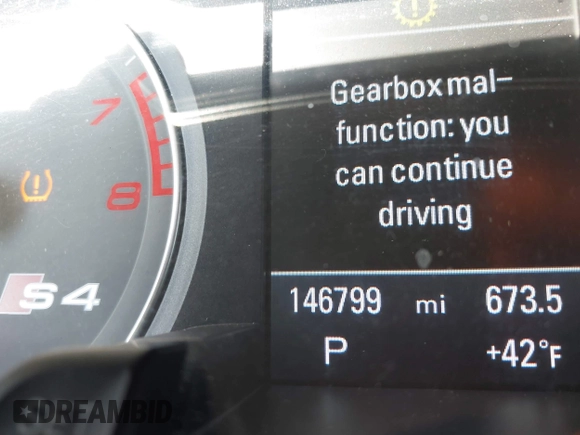 7
8
S4
Gearbox mal-
function: you
can continue
driving
146799 mi 673.5
P +42°F
DREAMBID